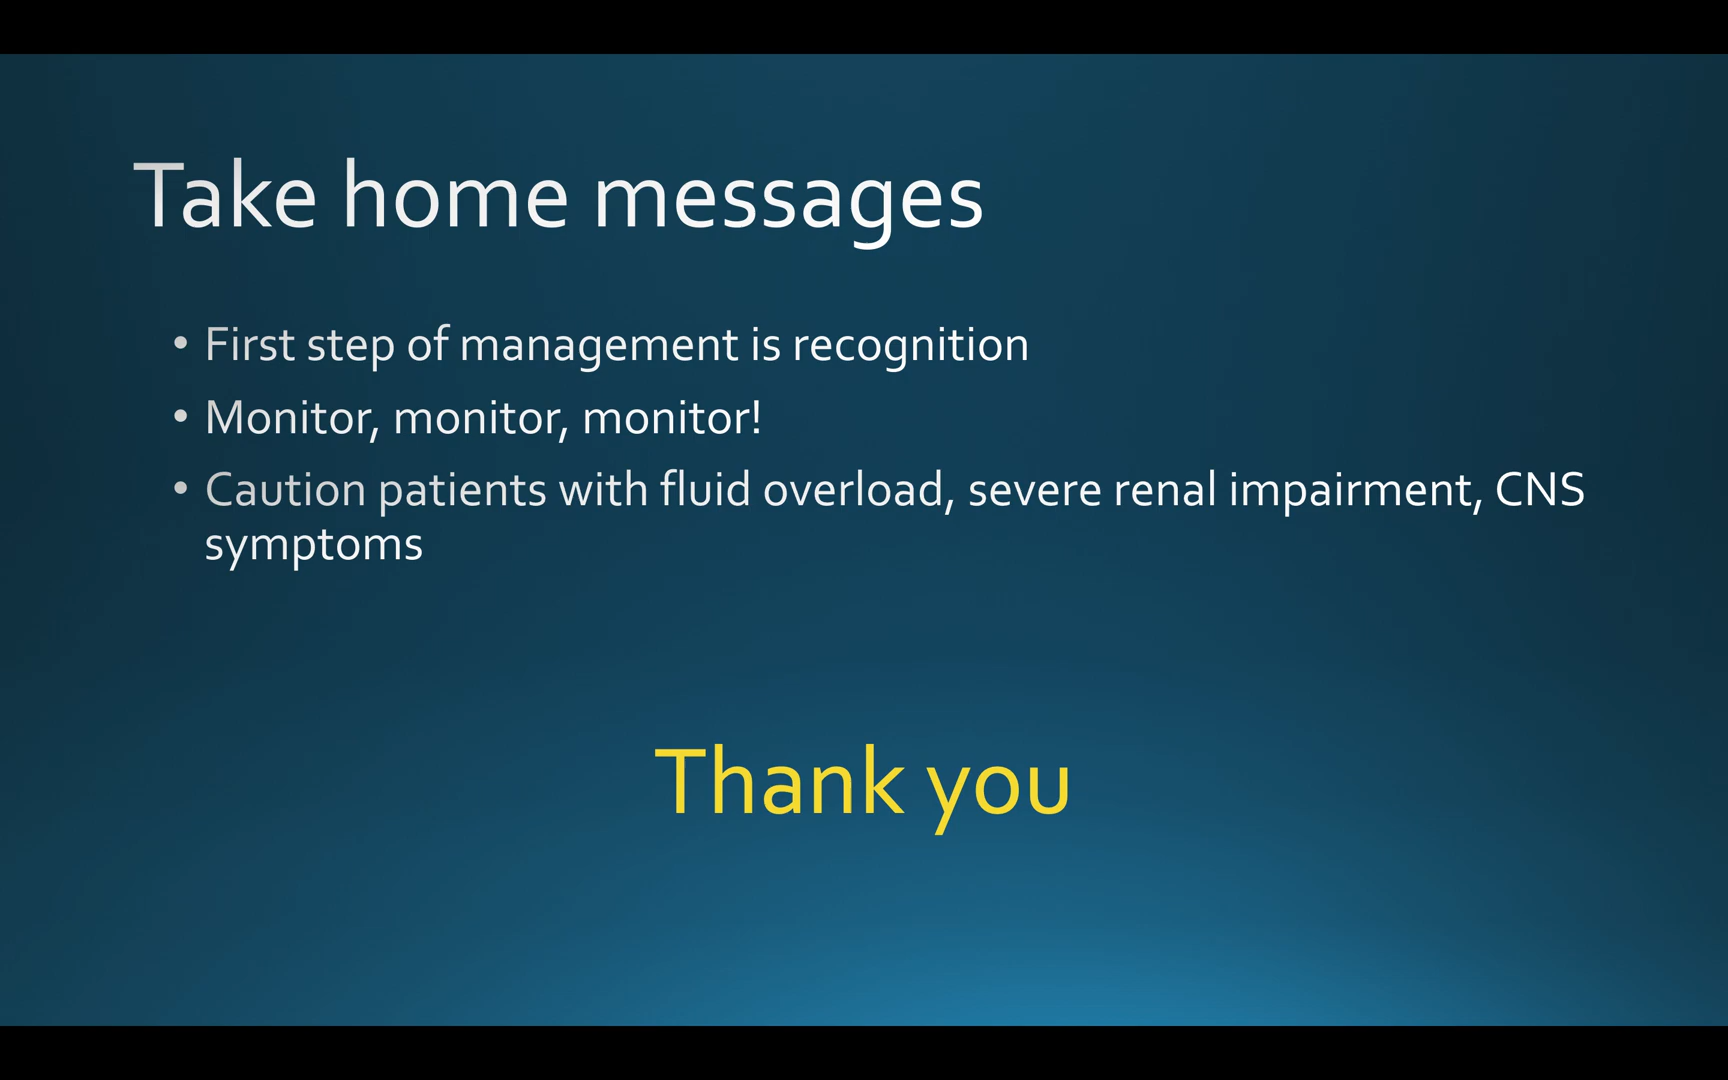 Take home messages
• First step of management is recognition
• Monitor, monitor, monitor!
• Caution patients with fluid overload, severe renal impairment, CNS
symptoms
Thank you